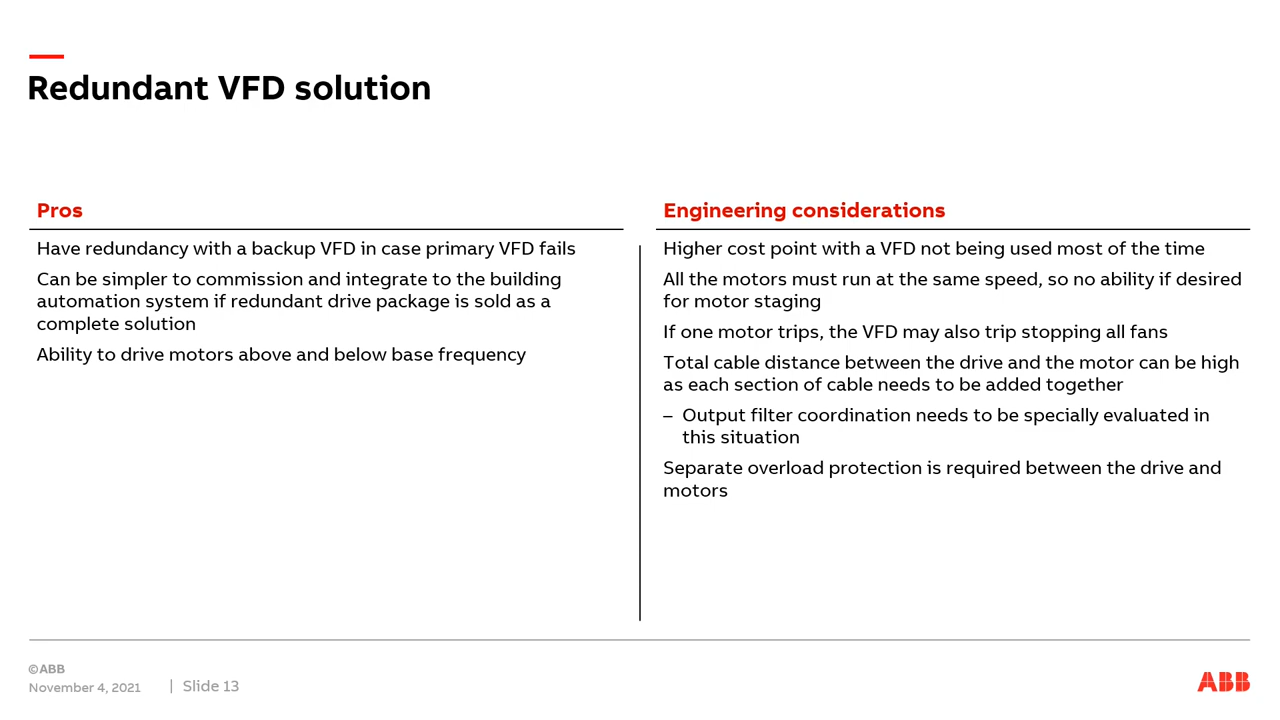 Redundant VFD solution
Pros
Have redundancy with a backup VFD in case primary VFD fails
Can be simpler to commission and integrate to the building
automation system if redundant drive package is sold as a
complete solution
Ability to drive motors above and below base frequency
Engineering considerations
Higher cost point with a VFD not being used most of the time
All the motors must run at the same speed, so no ability if desired
for motor staging
If one motor trips, the VFD may also trip stopping all fans
Total cable distance between the drive and the motor can be high
as each section of cable needs to be added together
– Output filter coordination needs to be specially evaluated in
this situation
Separate overload protection is required between the drive and
motors
©ABB
November 4, 2021 | Slide 13
ABB